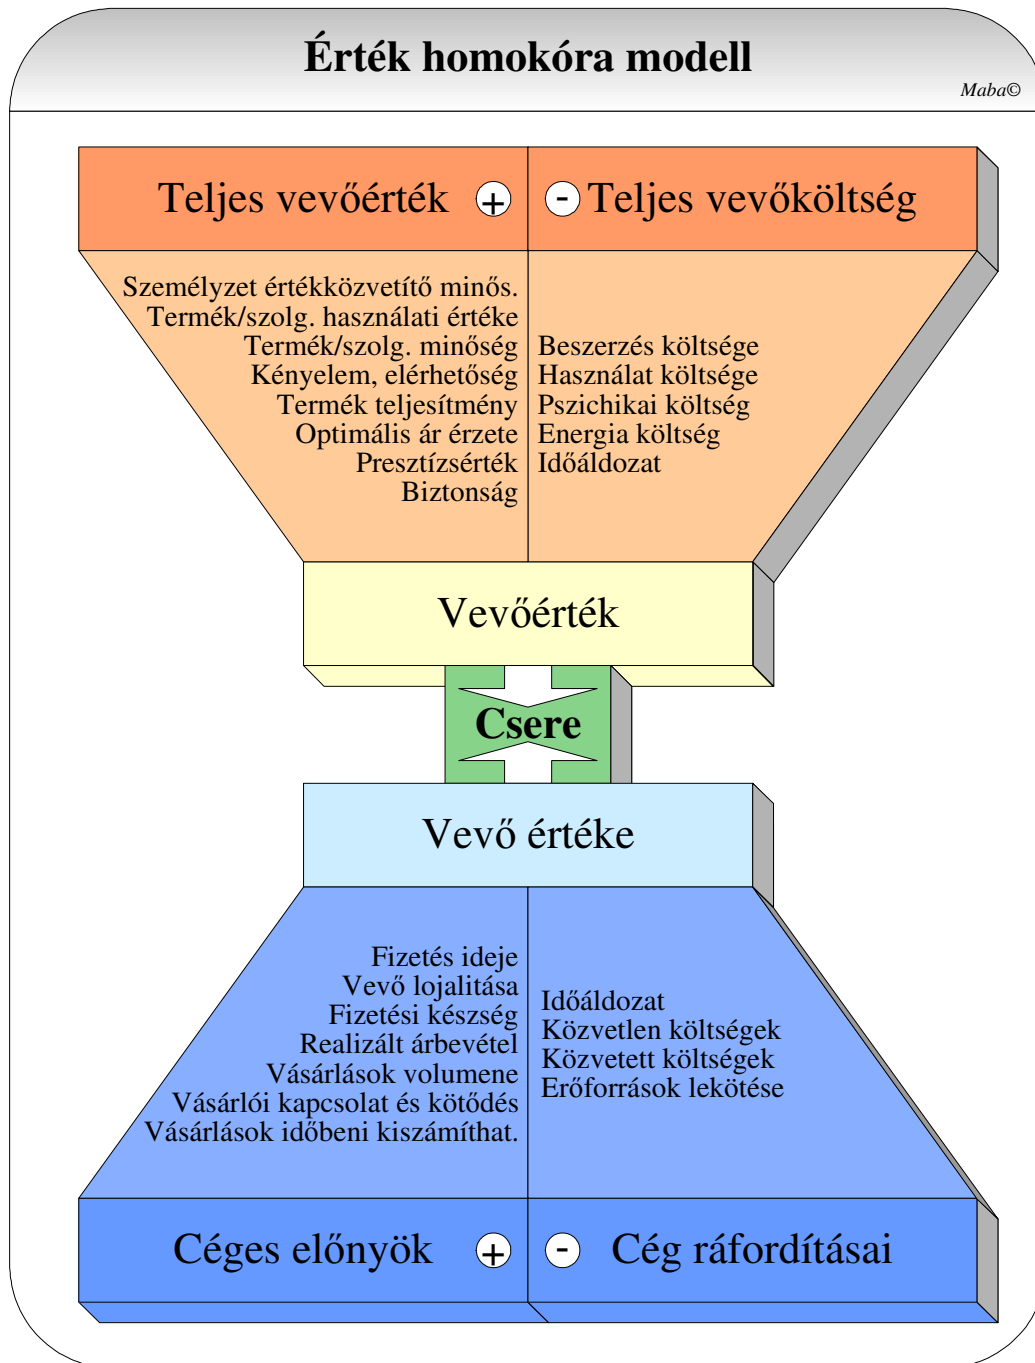 Érték homokóra modell
Maba©
Teljes vevőérték +
- Teljes vevőköltség
Személyzet értékközvetítő minős.
Termék/szolg. használati értéke
Termék/szolg. minőség
Kényelem, elérhetőség
Termék teljesítmény
Optimális ár érzete
Presztízsérték
Biztonság
Beszerzés költsége
Használat költsége
Pszichikai költség
Energia költség
Időáldozat
Vevőérték
Csere
Vevő értéke
Fizetés ideje
Vevő lojalitása
Fizetési készség
Realizált árbevétel
Vásárlások volumene
Vásárlói kapcsolat és kötődés
Vásárlások időbeni kiszámíthat.
Időáldozat
Közvetlen költségek
Közvetett költségek
Erőforrások lekötése
Céges előnyök +
- Cég ráfordításai